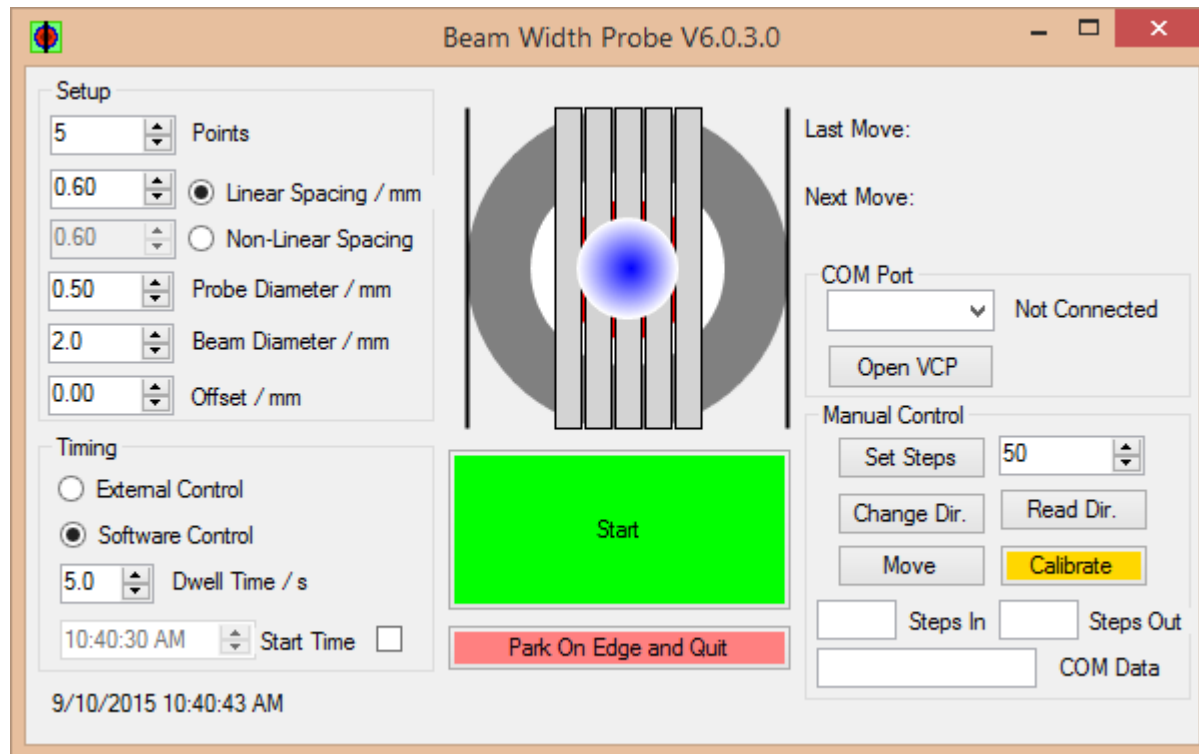 Beam Width Probe V6.0.3.0
Setup
5 Points
0.60 Linear Spacing / mm
0.60 Non-Linear Spacing
0.50 Probe Diameter / mm
2.0 Beam Diameter / mm
0.00 Offset / mm
Timing
External Control
Software Control
5.0 Dwell Time / s
10:40:30 AM Start Time
9/10/2015 10:40:43 AM
Start
Park On Edge and Quit
Last Move:
Next Move:
COM Port
Not Connected
Open VCP
Manual Control
Set Steps 50
Change Dir. Read Dir.
Move Calibrate
Steps In Steps Out
COM Data